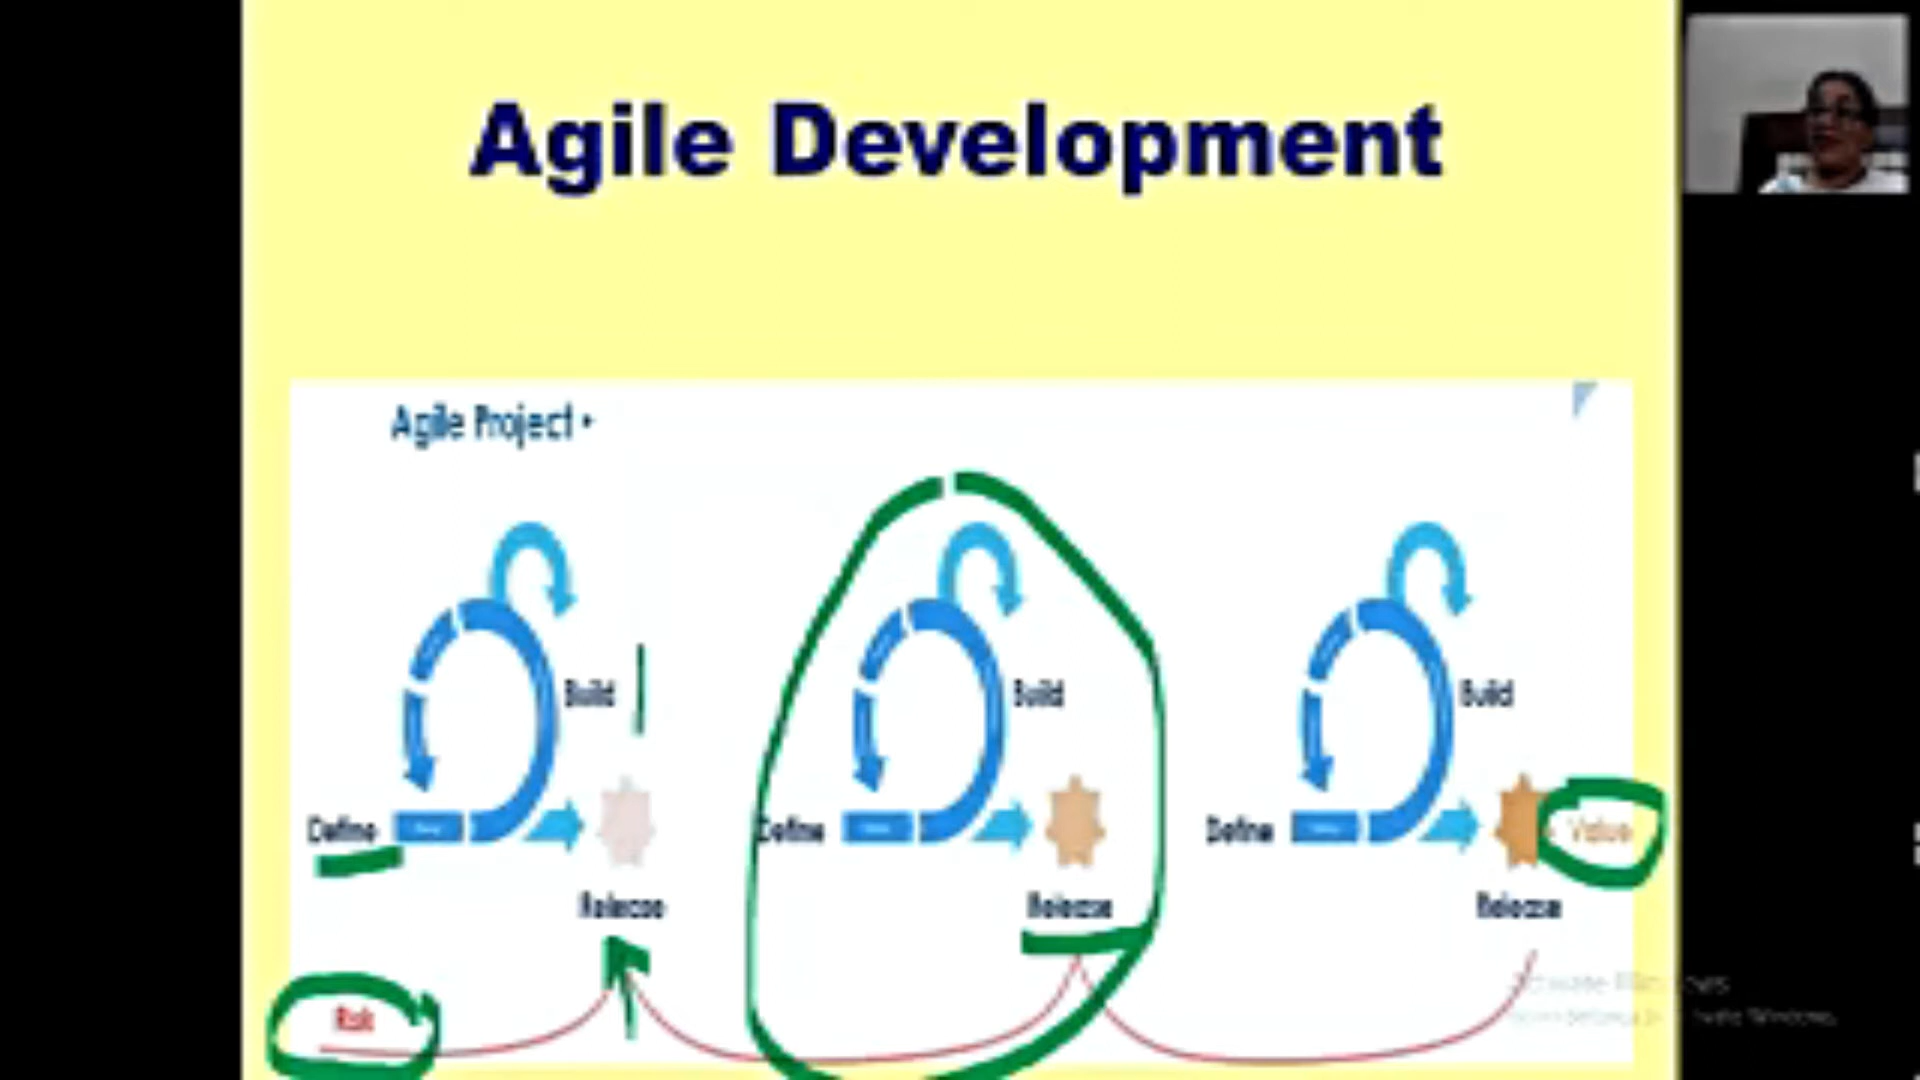 Agile Development
Agile Project
Build
Build
Build
Define
Define
Define
Value
Release
Release
Release
Risk